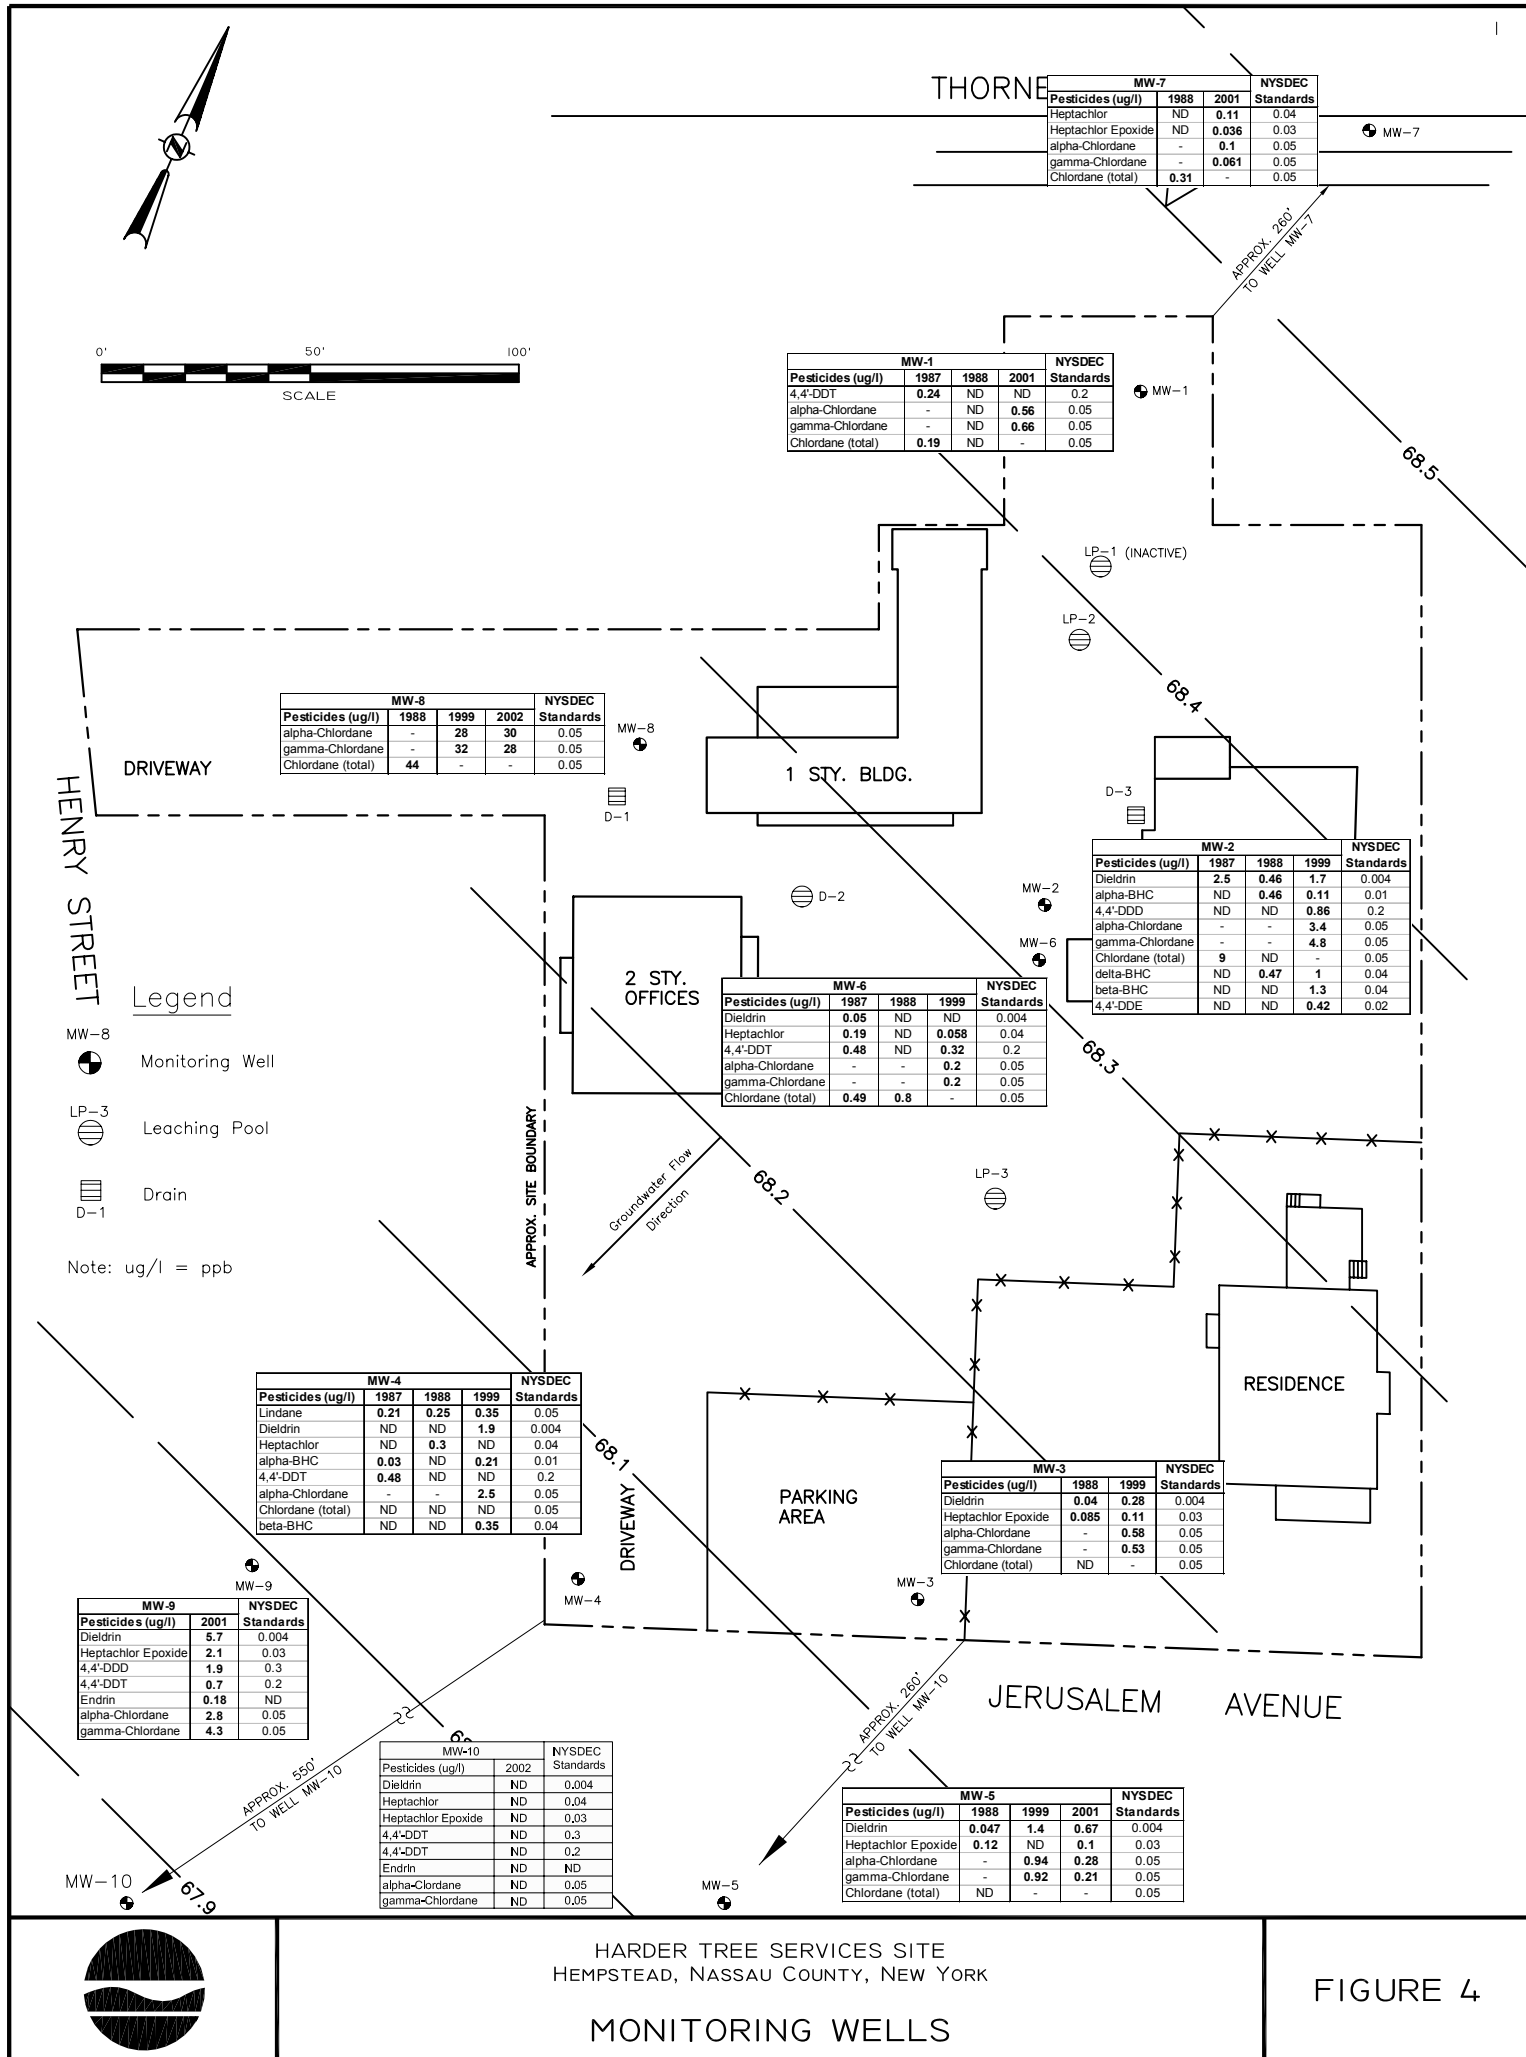 THORNE
MW-7 NYSDEC
Pesticides (ug/l) 1988 2001 Standards
Heptachlor ND 0.11 0.04
Heptachlor Epoxide ND 0.036 0.03
alpha-Chlordane - 0.1 0.05
gamma-Chlordane - 0.061 0.05
Chlordane (total) 0.31 - 0.05
MW-7
N
APPROX. 260'
TO WELL MW-7
0' 50' 100'
SCALE
MW-1 NYSDEC
Pesticides (ug/l) 1987 1988 2001 Standards
4,4'-DDT 0.24 ND ND 0.2
alpha-Chlordane - ND 0.56 0.05
gamma-Chlordane - ND 0.66 0.05
Chlordane (total) 0.19 ND - 0.05
MW-1
68.5
LP-1 (INACTIVE)
LP-2
68.4
MW-8 NYSDEC
Pesticides (ug/l) 1988 1999 2002 Standards
alpha-Chlordane - 28 30 0.05
gamma-Chlordane - 32 28 0.05
Chlordane (total) 44 - - 0.05
MW-8
DRIVEWAY
HENRY STREET
D-1
1 STY. BLDG.
D-3
D-2
MW-2
MW-6
MW-2 NYSDEC
Pesticides (ug/l) 1987 1988 1999 Standards
Dieldrin 2.5 0.46 1.7 0.004
alpha-BHC ND 0.46 0.11 0.01
4,4'-DDD ND ND 0.86 0.2
alpha-Chlordane - - 3.4 0.05
gamma-Chlordane - - 4.8 0.05
Chlordane (total) 9 ND - 0.05
delta-BHC ND 0.47 1 0.04
beta-BHC ND ND 1.3 0.04
4,4'-DDE ND ND 0.42 0.02
2 STY.
OFFICES
MW-6 NYSDEC
Pesticides (ug/l) 1987 1988 1999 Standards
Dieldrin 0.05 ND ND 0.004
Heptachlor 0.19 ND 0.058 0.04
4,4'-DDT 0.48 ND 0.32 0.2
alpha-Chlordane - - 0.2 0.05
gamma-Chlordane - - 0.2 0.05
Chlordane (total) 0.49 0.8 - 0.05
68.3
Legend
MW-8
Monitoring Well
LP-3
Leaching Pool
Drain
D-1
Note: ug/l = ppb
APPROX. SITE BOUNDARY
Groundwater Flow
Direction
68.2
LP-3
RESIDENCE
MW-4 NYSDEC
Pesticides (ug/l) 1987 1988 1999 Standards
Lindane 0.21 0.25 0.35 0.05
Dieldrin ND ND 1.9 0.004
Heptachlor ND 0.3 ND 0.04
alpha-BHC 0.03 ND 0.21 0.01
4,4'-DDT 0.48 ND ND 0.2
alpha-Chlordane - - 2.5 0.05
Chlordane (total) ND ND ND 0.05
beta-BHC ND ND 0.35 0.04
68.1
DRIVEWAY
PARKING
AREA
MW-3 NYSDEC
Pesticides (ug/l) 1988 1999 Standards
Dieldrin 0.04 0.28 0.004
Heptachlor Epoxide 0.085 0.11 0.03
alpha-Chlordane - 0.58 0.05
gamma-Chlordane - 0.53 0.05
Chlordane (total) ND - 0.05
MW-9
MW-4
MW-3
MW-9 NYSDEC
Pesticides (ug/l) 2001 Standards
Dieldrin 5.7 0.004
Heptachlor Epoxide 2.1 0.03
4,4'-DDD 1.9 0.3
4,4'-DDT 0.7 0.2
Endrin 0.18 ND
alpha-Chlordane 2.8 0.05
gamma-Chlordane 4.3 0.05
JERUSALEM AVENUE
APPROX. 260'
TO WELL MW-10
APPROX. 550'
TO WELL MW-10
MW-10 NYSDEC
Pesticides (ug/l) 2002 Standards
Dieldrin ND 0.004
Heptachlor ND 0.04
Heptachlor Epoxide ND 0.03
4,4'-DDT ND 0.3
4,4'-DDT ND 0.2
Endrin ND ND
alpha-Clordane ND 0.05
gamma-Chlordane ND 0.05
MW-5 NYSDEC
Pesticides (ug/l) 1988 1999 2001 Standards
Dieldrin 0.047 1.4 0.67 0.004
Heptachlor Epoxide 0.12 ND 0.1 0.03
alpha-Chlordane - 0.94 0.28 0.05
gamma-Chlordane - 0.92 0.21 0.05
Chlordane (total) ND - - 0.05
MW-10
67.9
MW-5
HARDER TREE SERVICES SITE
HEMPSTEAD, NASSAU COUNTY, NEW YORK
MONITORING WELLS
FIGURE 4